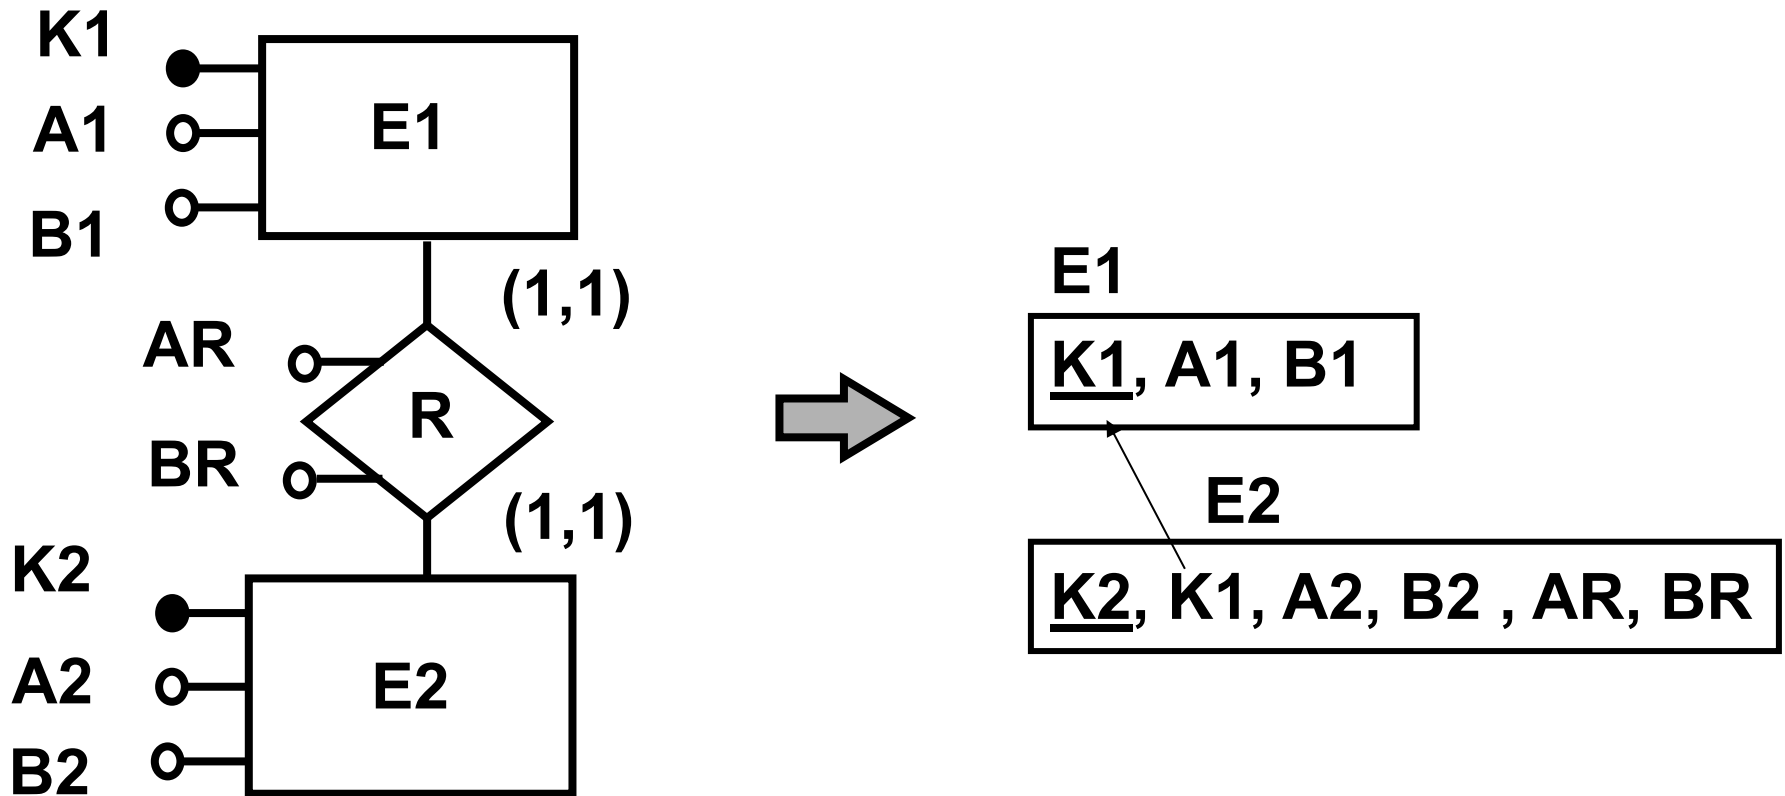 K1
A1
B1
E1
(1,1)
AR
BR
R
(1,1)
K2
A2
B2
E2
E1
K1, A1, B1
E2
K2, K1, A2, B2 , AR, BR